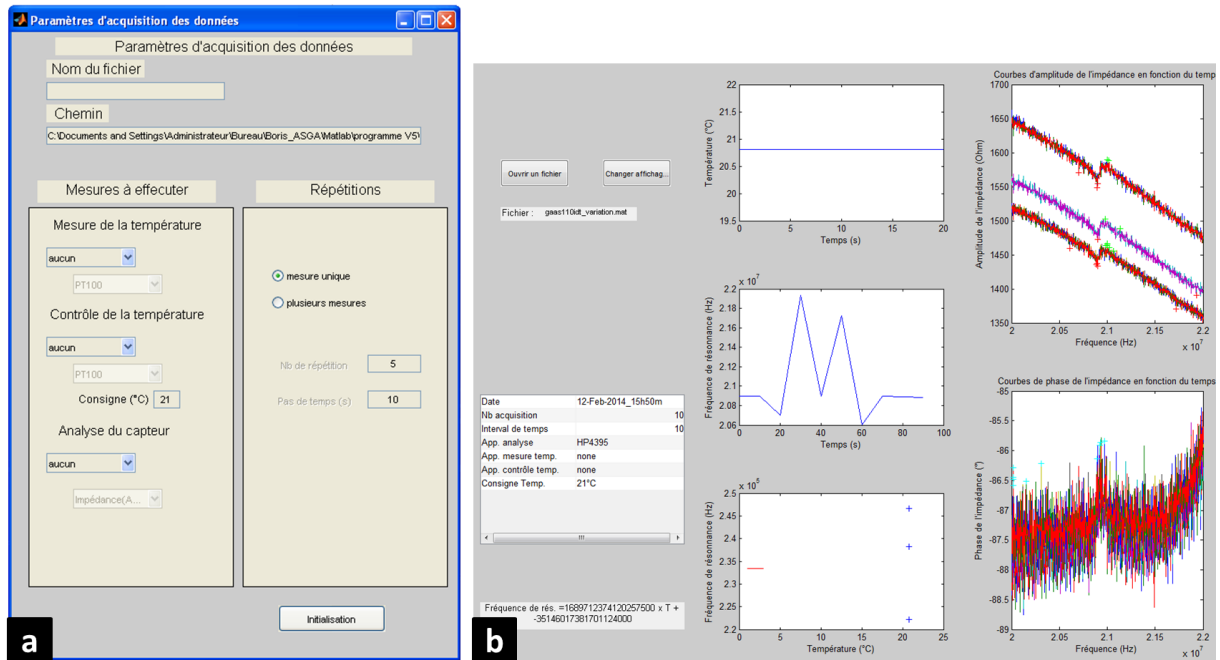 Paramètres d'acquisition des données
Paramètres d'acquisition des données
Nom du fichier
Chemin
C:\Documents and Settings\Administrateur\Bureau\Boris_ASGA\Matlab\programme V5\
Mesures à effecuter
Répétitions
Mesure de la température
aucun
PT100
Contrôle de la température
aucun
PT100
Consigne (°C) 21
Analyse du capteur
aucun
Impédance(A...
mesure unique
plusieurs mesures
Nb de répétition 5
Pas de temps (s) 10
Initialisation
a
Ouvrir un fichier
Changer affichag...
Fichier : gaas110idt_variation.mat
Date 12-Feb-2014_15h50m
Nb acquisition 10
Interval de temps 10
App. analyse HP4395
App. mesure temp. none
App. contrôle temp. none
Consigne Temp. 21°C
Fréquence de rés. =1689712374120257500 x T +
-35146017381701124000
b
Température (°C)
22
21.5
21
20.5
20
19.5
0 5 10 15 20
Temps (s)
x 10^7
Fréquence de résonnance (Hz)
2.2
2.18
2.16
2.14
2.12
2.1
2.08
2.06
0 20 40 60 80 100
Temps (s)
x 10^5
Fréquence de résonnance (Hz)
2.5
2.45
2.4
2.35
2.3
2.25
2.2
0 5 10 15 20 25
Température (°C)
Courbes d'amplitude de l'impédance en fonction du temp
Amplitude de l'impédance (Ohm)
1700
1650
1600
1550
1500
1450
1400
1350
2 2.05 2.1 2.15 2.2
Fréquence (Hz)
x 10^7
Courbes de phase de l'impédance en fonction du temps
Phase de l'impédance (°)
-85
-85.5
-86
-86.5
-87
-87.5
-88
-88.5
-89
2 2.05 2.1 2.15 2.2
Fréquence (Hz)
x 10^7